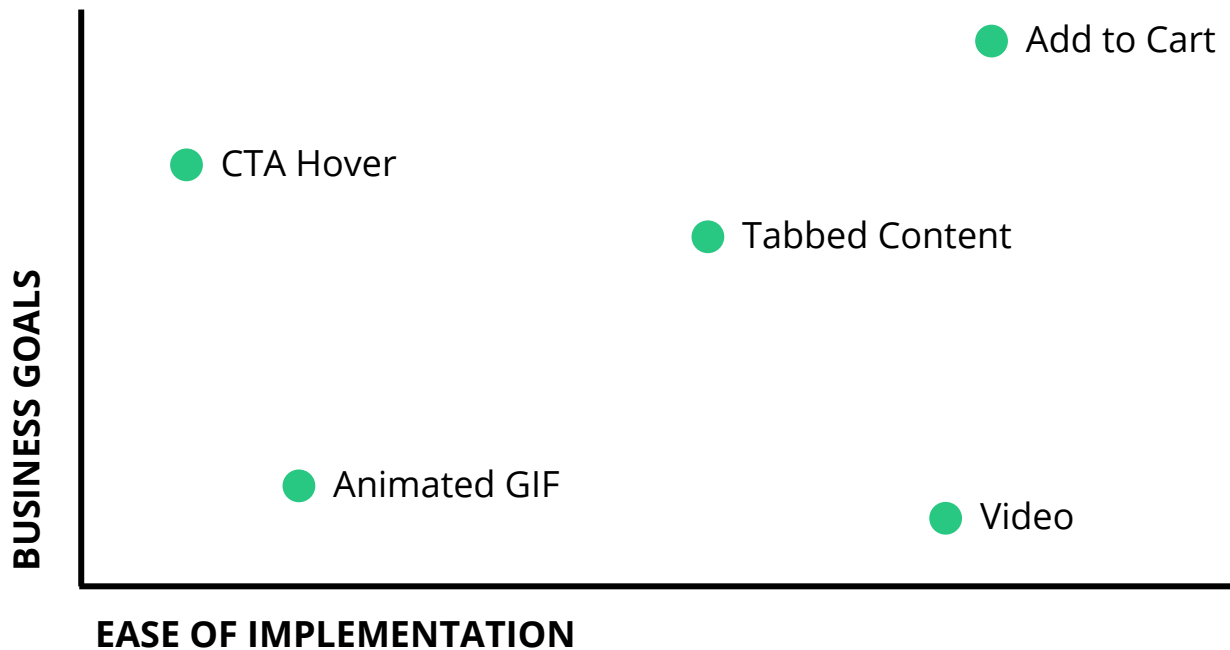 Add to Cart
CTA Hover
Tabbed Content
BUSINESS GOALS
Animated GIF
Video
EASE OF IMPLEMENTATION